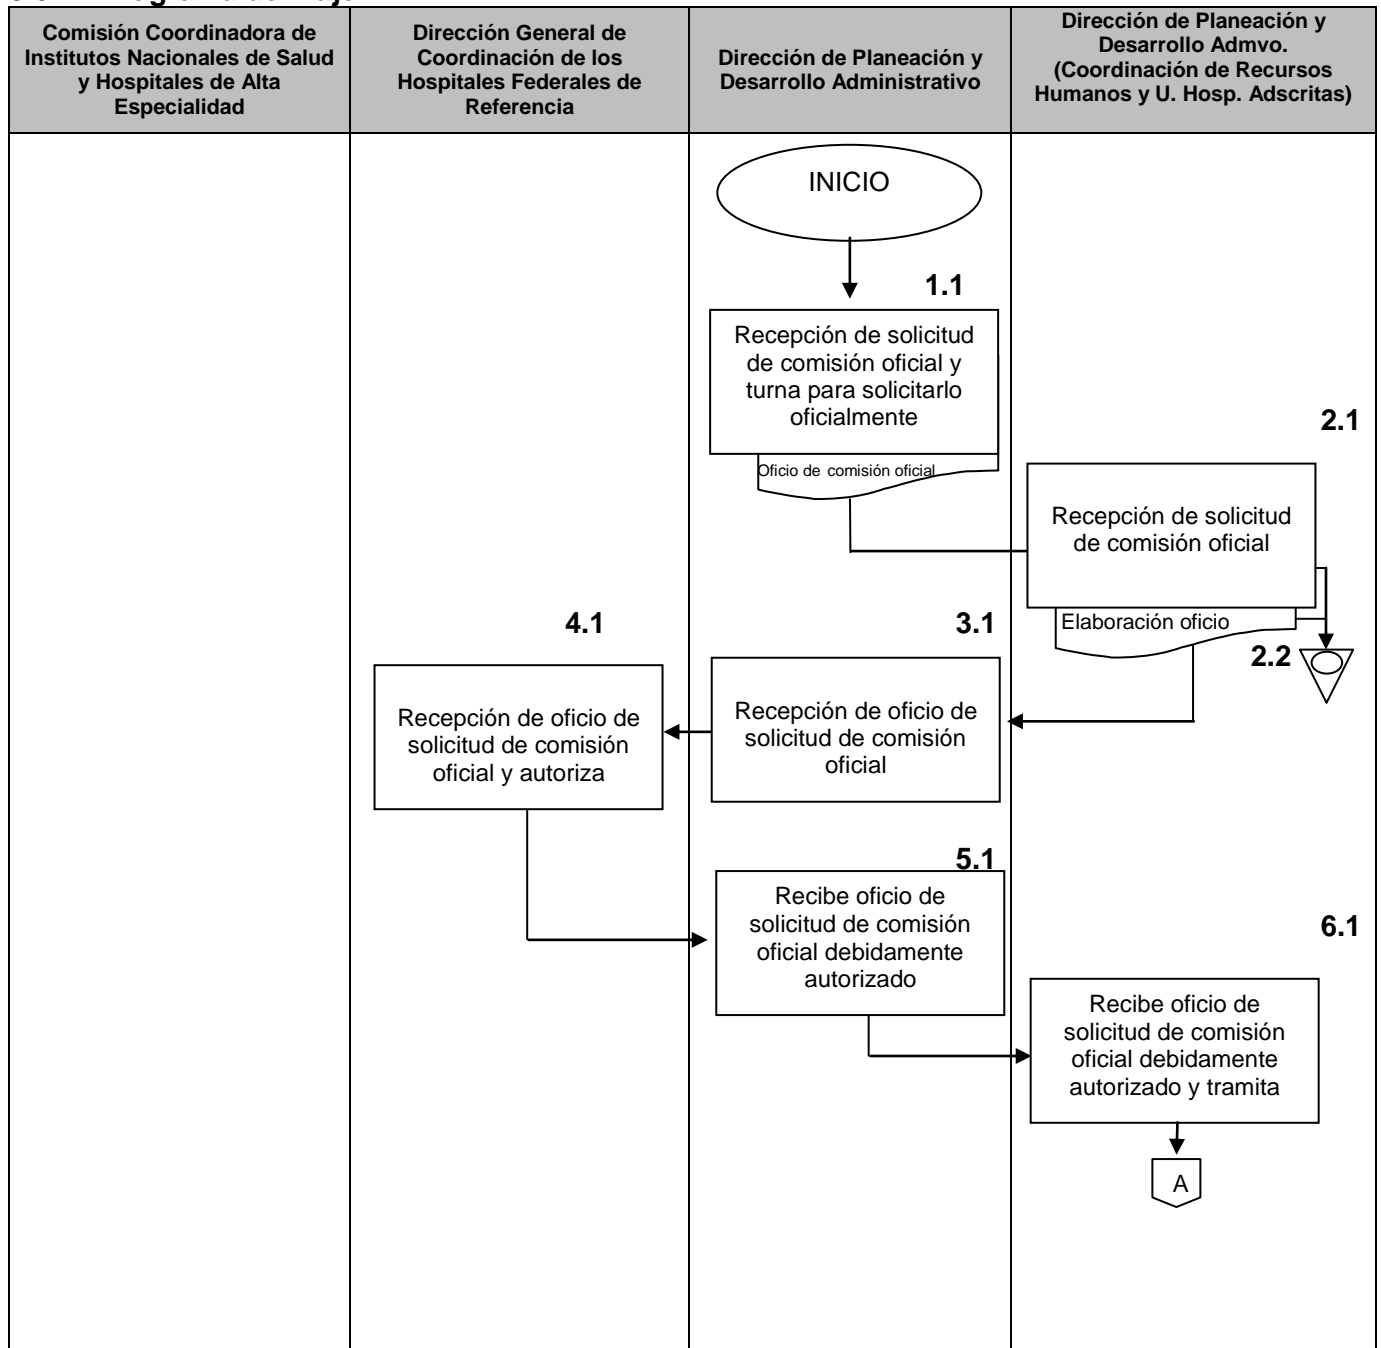 Comisión Coordinadora de
Institutos Nacionales de Salud
y Hospitales de Alta
Especialidad
Dirección General de
Coordinación de los
Hospitales Federales de
Referencia
Dirección de Planeación y
Desarrollo Administrativo
Dirección de Planeación y
Desarrollo Admvo.
(Coordinación de Recursos
Humanos y U. Hosp. Adscritas)
INICIO
1.1
Recepción de solicitud
de comisión oficial y
turna para solicitarlo
oficialmente
Oficio de comisión oficial
2.1
Recepción de solicitud
de comisión oficial
Elaboración oficio
2.2
3.1
Recepción de oficio de
solicitud de comisión
oficial
4.1
Recepción de oficio de
solicitud de comisión
oficial y autoriza
5.1
Recibe oficio de
solicitud de comisión
oficial debidamente
autorizado
6.1
Recibe oficio de
solicitud de comisión
oficial debidamente
autorizado y tramita
A